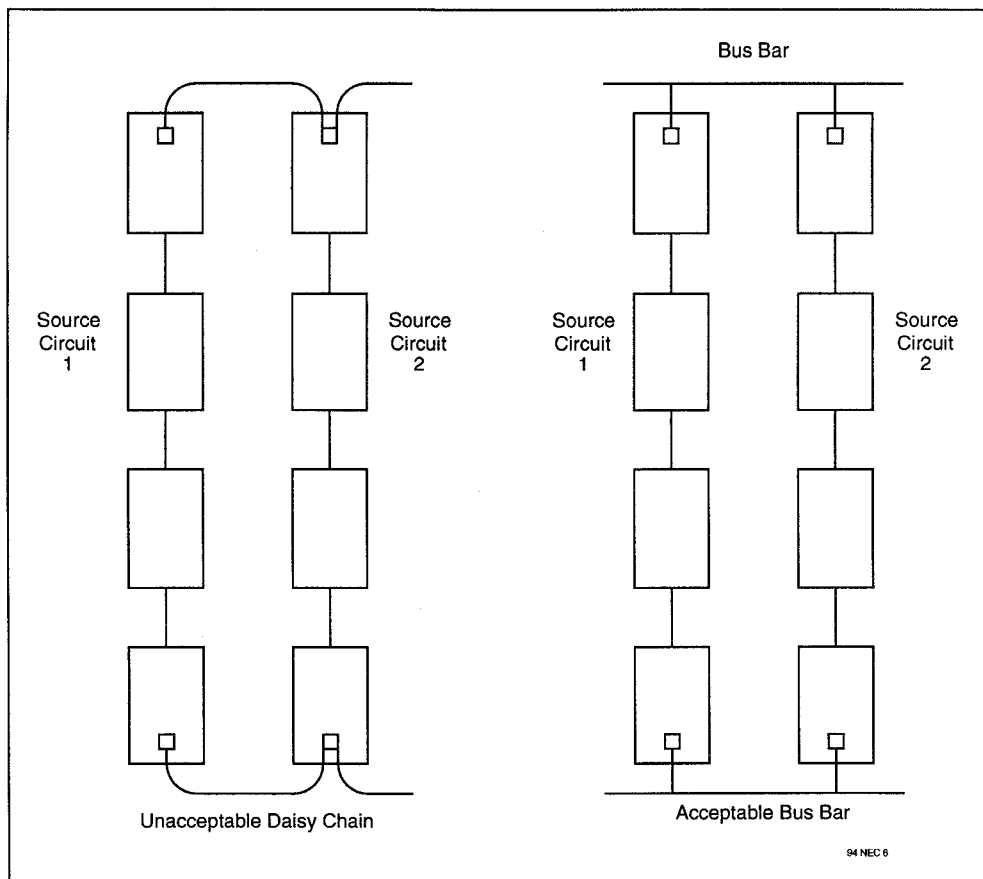 Bus Bar
Source
Circuit
1
Source
Circuit
2
Source
Circuit
1
Source
Circuit
2
Unacceptable Daisy Chain
Acceptable Bus Bar
94 NEC 6